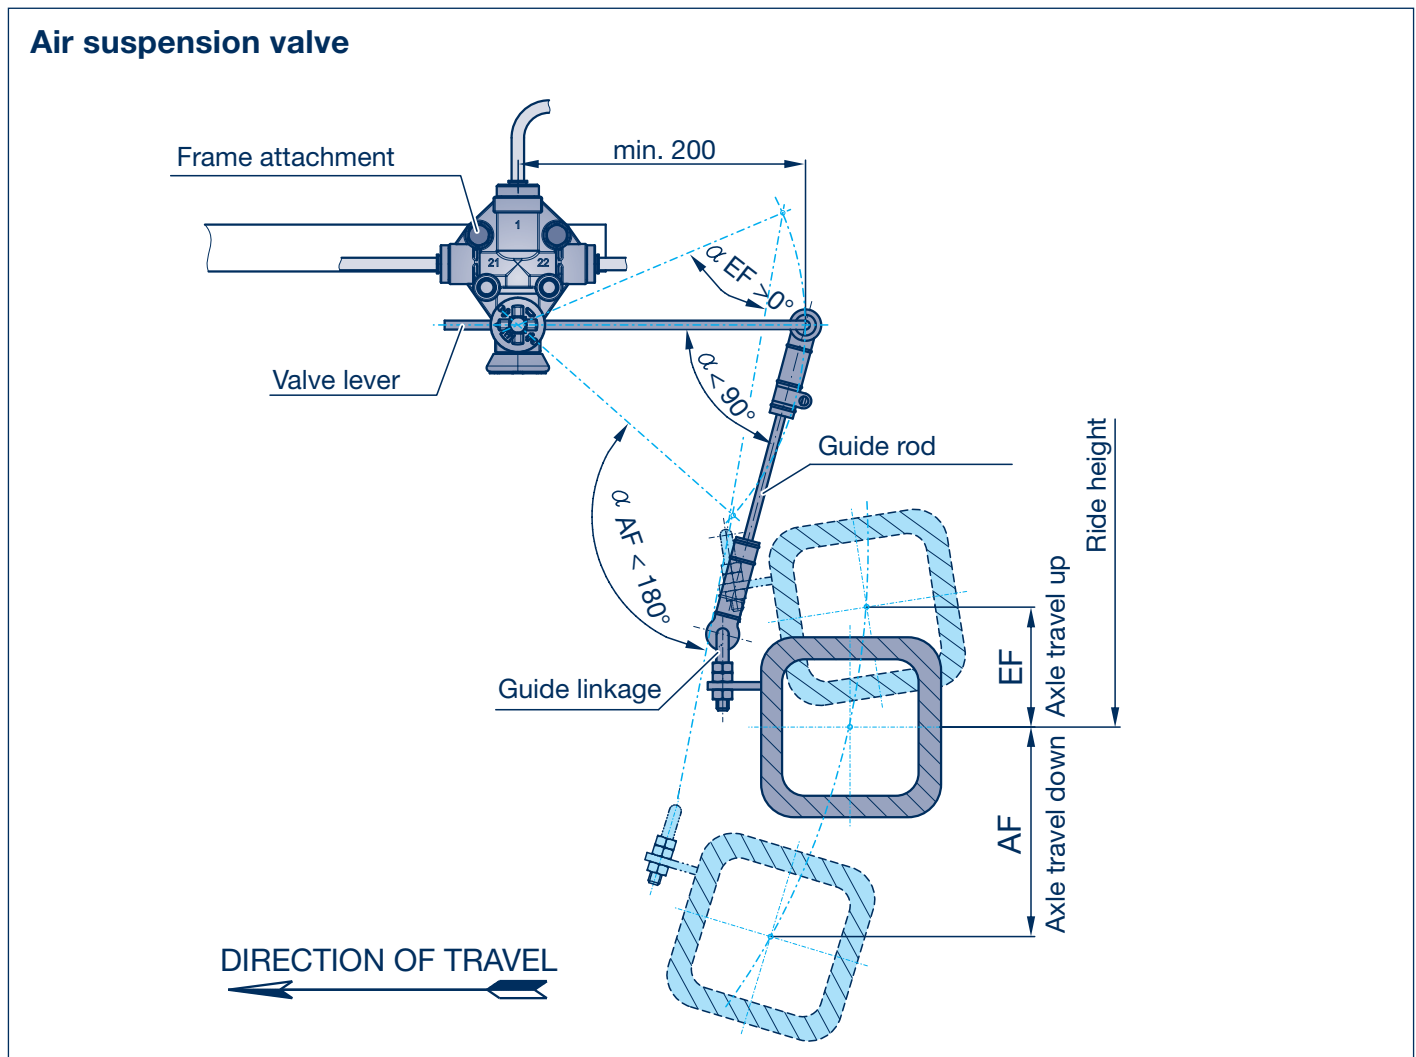 Air suspension valve
Frame attachment
min. 200
1
21
22
α EF > 0°
Valve lever
α < 90°
Guide rod
Ride height
α AF < 180°
Axle travel up
EF
Guide linkage
Axle travel down
AF
DIRECTION OF TRAVEL